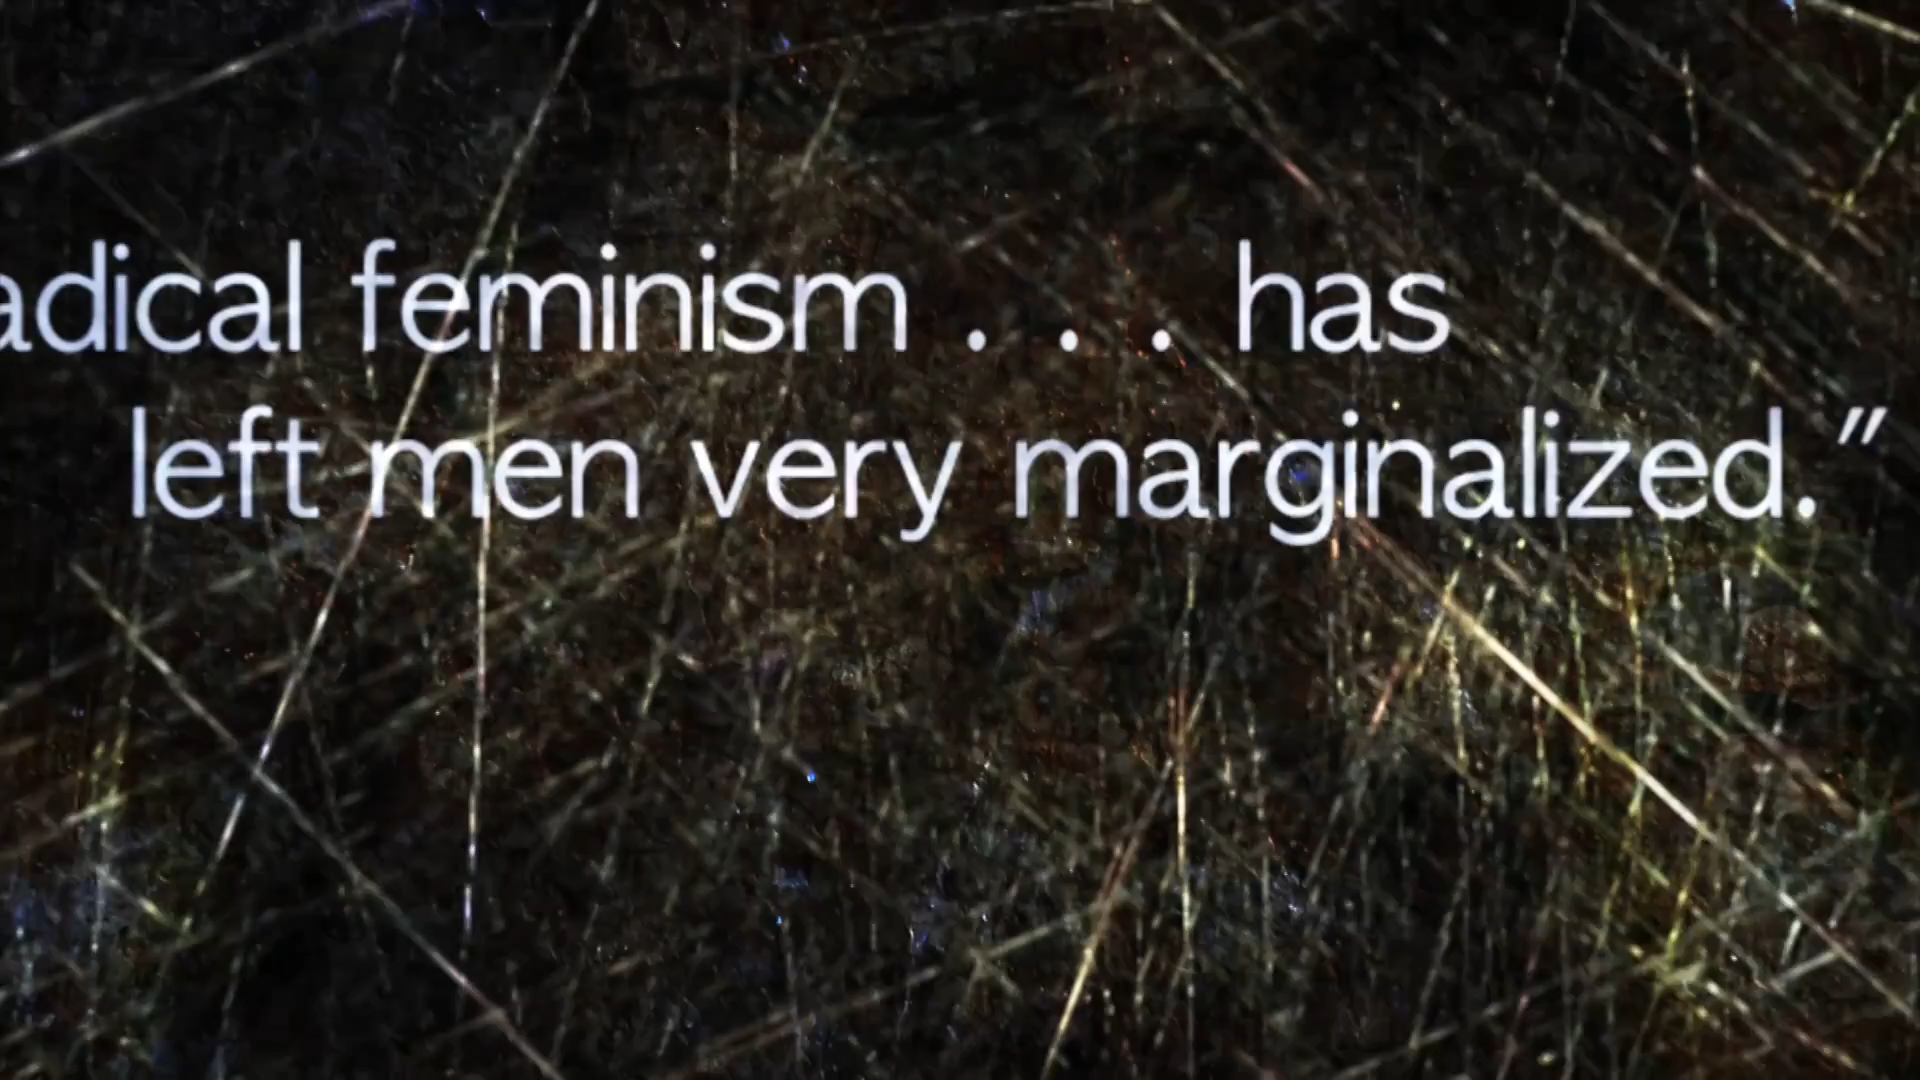 adical feminism . . . has
left men very marginalized.”